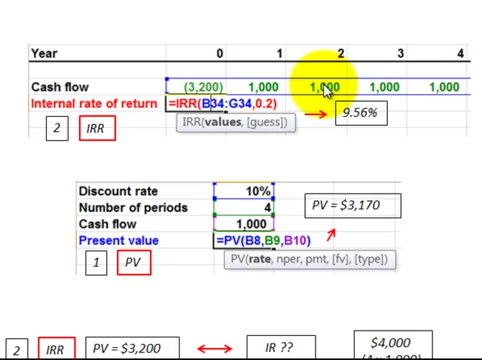 Year 0 1 2 3 4
Cash flow (3,200) 1,000 1,000 1,000 1,000
Internal rate of return =IRR(B34:G34,0.2)
IRR(values, [guess])
9.56%
2 IRR
Discount rate 10%
Number of periods 4
Cash flow 1,000
Present value =PV(B8,B9,B10)
PV = $3,170
PV(rate, nper, pmt, [fv], [type])
1 PV
2 IRR PV = $3,200 IR ?? $4,000
(4 x 1,000)